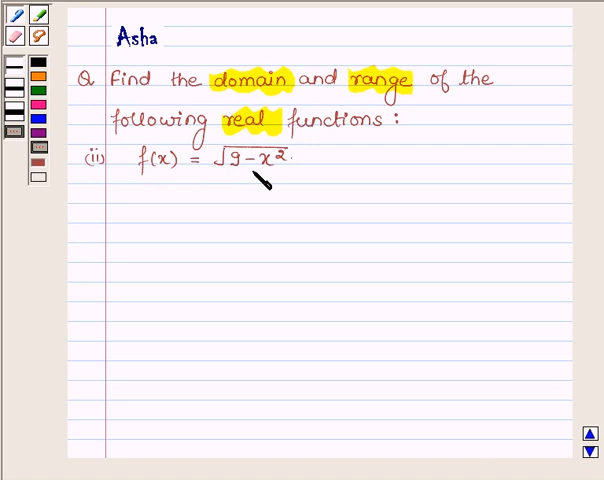 Asha
Q Find the domain and range of the
following real functions :
(ii) f(x) = √9-x².